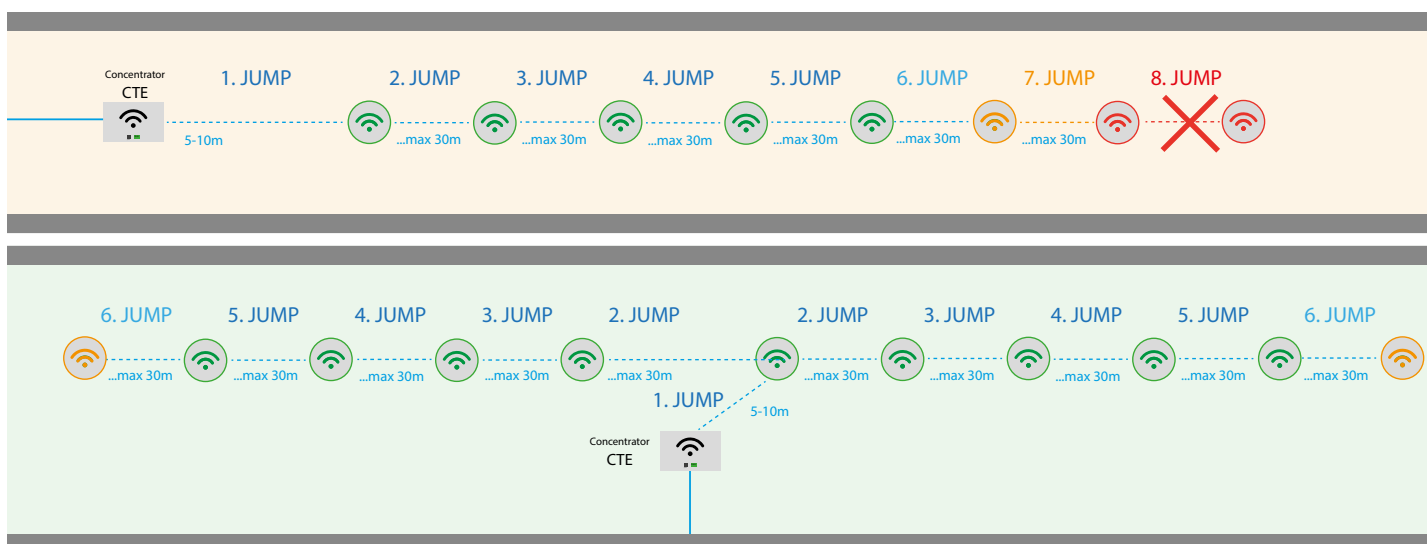 Concentrator
CTE
1. JUMP
2. JUMP
3. JUMP
4. JUMP
5. JUMP
6. JUMP
7. JUMP
8. JUMP
5-10m
...max 30m
...max 30m
...max 30m
...max 30m
...max 30m
...max 30m
6. JUMP
5. JUMP
4. JUMP
3. JUMP
2. JUMP
2. JUMP
3. JUMP
4. JUMP
5. JUMP
6. JUMP
...max 30m
...max 30m
...max 30m
...max 30m
...max 30m
...max 30m
...max 30m
...max 30m
...max 30m
...max 30m
1. JUMP
5-10m
Concentrator
CTE